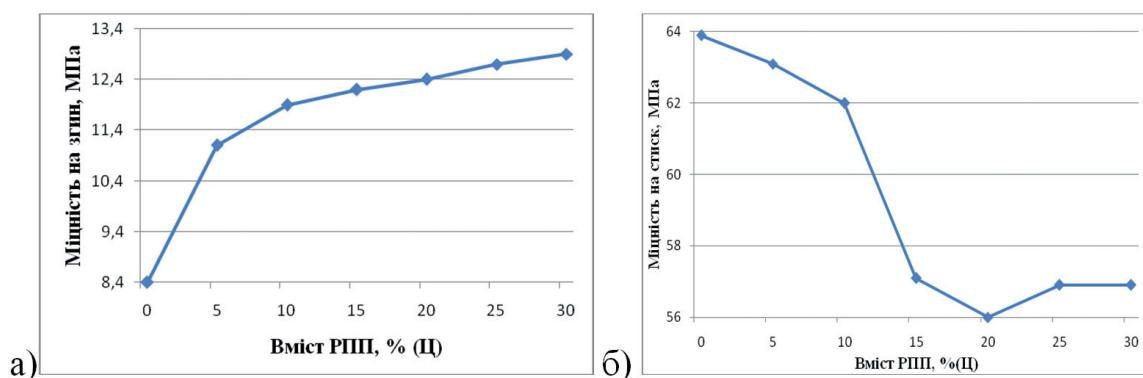 Міцність на згин, МПа
13,4
12,4
11,4
10,4
9,4
8,4
0 5 10 15 20 25 30
Вміст РПП, % (Ц)
а)
Міцність на стиск, МПа
64
62
60
58
56
0 5 10 15 20 25 30
Вміст РПП, %(Ц)
б)